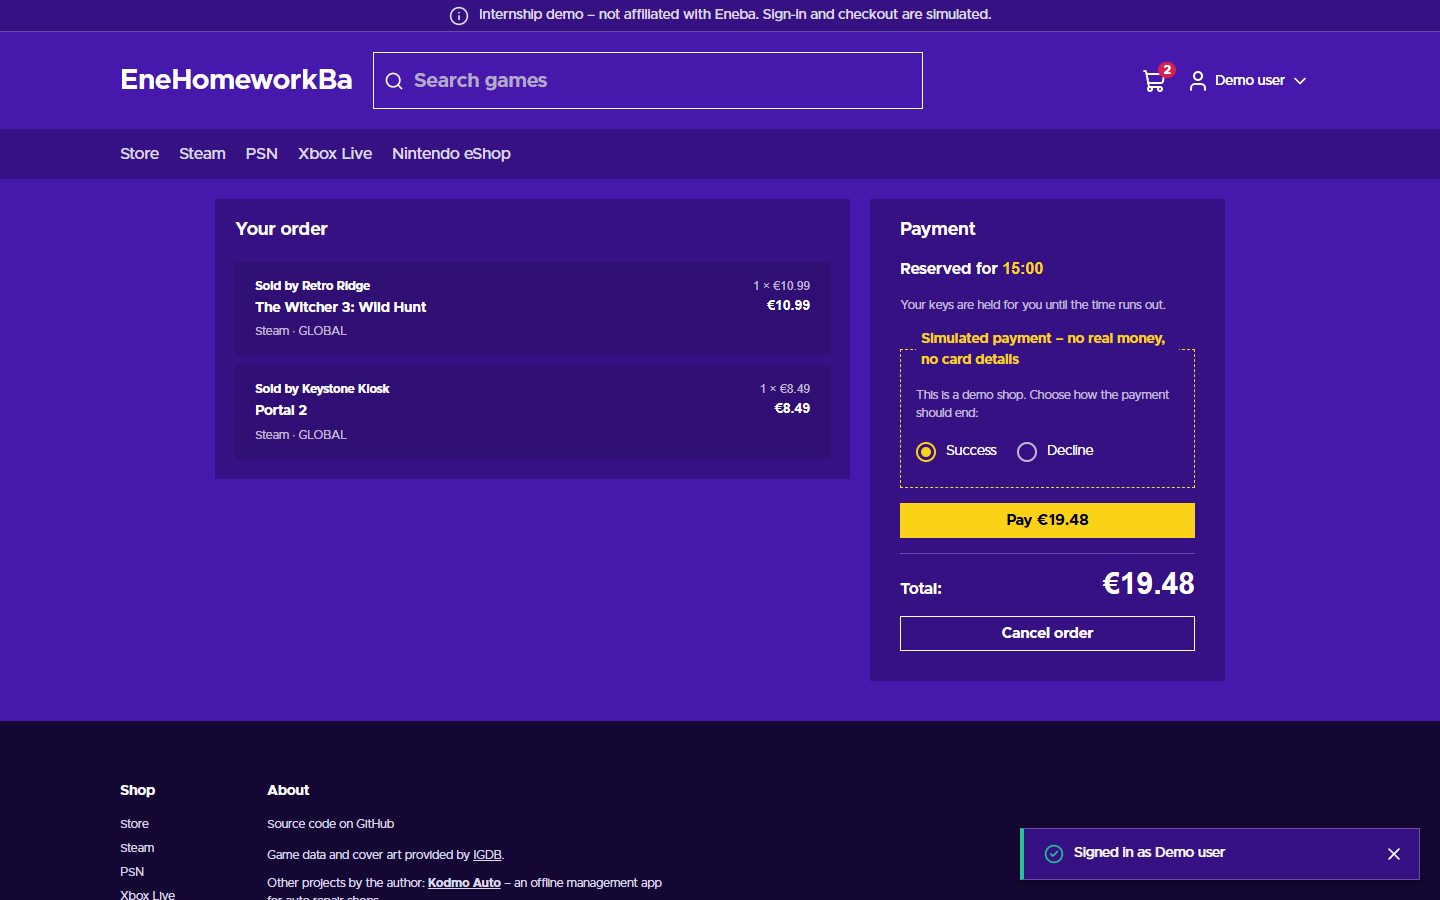 Internship demo – not affiliated with Eneba. Sign-in and checkout are simulated.
EneHomeworkBa
Search games
2
Demo user
Store Steam PSN Xbox Live Nintendo eShop
Your order
Sold by Retro Ridge
1 × €10.99
The Witcher 3: Wild Hunt
€10.99
Steam · GLOBAL
Sold by Keystone Kiosk
1 × €8.49
Portal 2
€8.49
Steam · GLOBAL
Payment
Reserved for 15:00
Your keys are held for you until the time runs out.
Simulated payment – no real money,
no card details
This is a demo shop. Choose how the payment
should end:
Success Decline
Pay €19.48
Total: €19.48
Cancel order
Shop
Store
Steam
PSN
Xbox Live
About
Source code on GitHub
Game data and cover art provided by IGDB.
Other projects by the author: Kodmo Auto – an offline management app
for auto repair shops
Signed in as Demo user